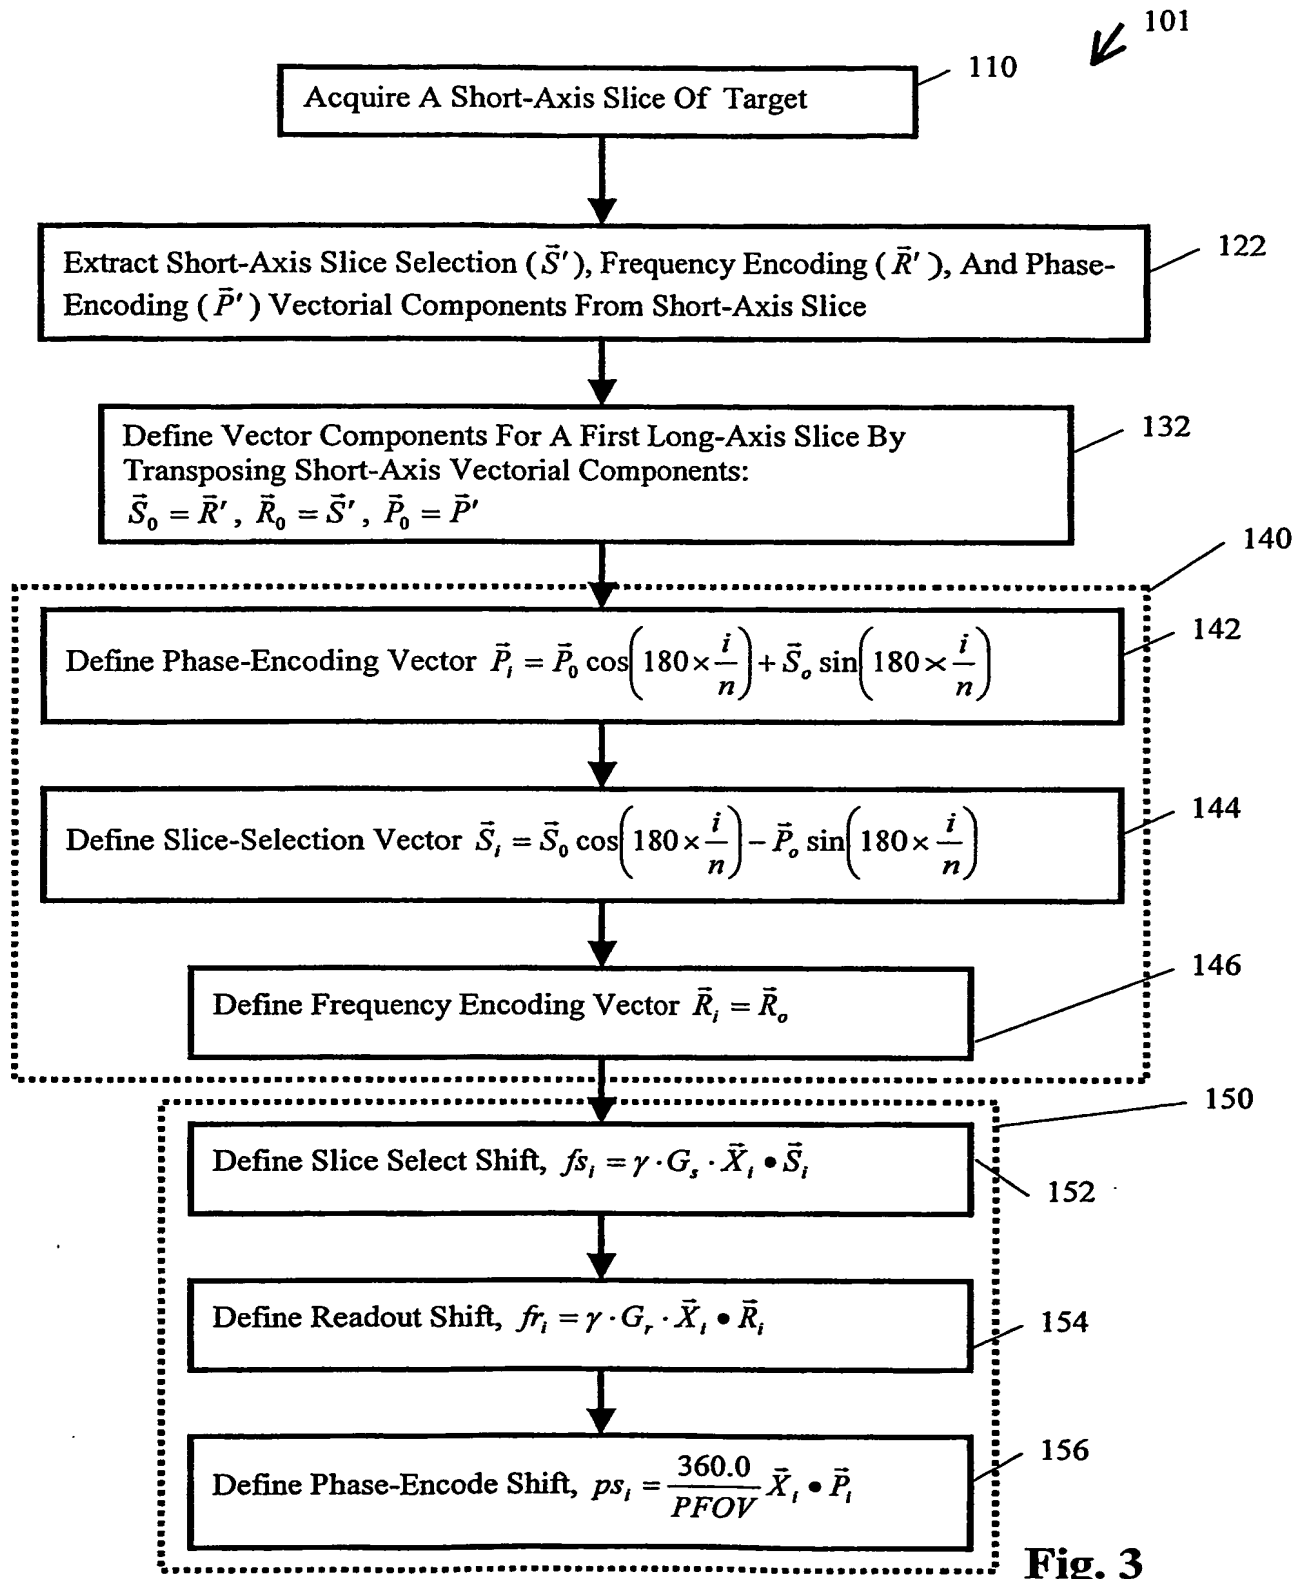 101
110
Acquire A Short-Axis Slice Of Target
122
Extract Short-Axis Slice Selection (S⃗′), Frequency Encoding (R⃗′), And Phase-
Encoding (P⃗′) Vectorial Components From Short-Axis Slice
132
Define Vector Components For A First Long-Axis Slice By
Transposing Short-Axis Vectorial Components:
S⃗₀ = R⃗′, R⃗₀ = S⃗′, P⃗₀ = P⃗′
140
142
Define Phase-Encoding Vector P⃗ᵢ = P⃗₀ cos(180 × i/n) + S⃗ₒ sin(180 × i/n)
144
Define Slice-Selection Vector S⃗ᵢ = S⃗₀ cos(180 × i/n) − P⃗ₒ sin(180 × i/n)
146
Define Frequency Encoding Vector R⃗ᵢ = R⃗ₒ
150
Define Slice Select Shift, fsᵢ = γ · Gₛ · X⃗ᵢ • S⃗ᵢ
152
Define Readout Shift, frᵢ = γ · Gᵣ · X⃗ᵢ • R⃗ᵢ
154
156
Define Phase-Encode Shift, psᵢ = 360.0/PFOV X⃗ᵢ • P⃗ᵢ
Fig. 3